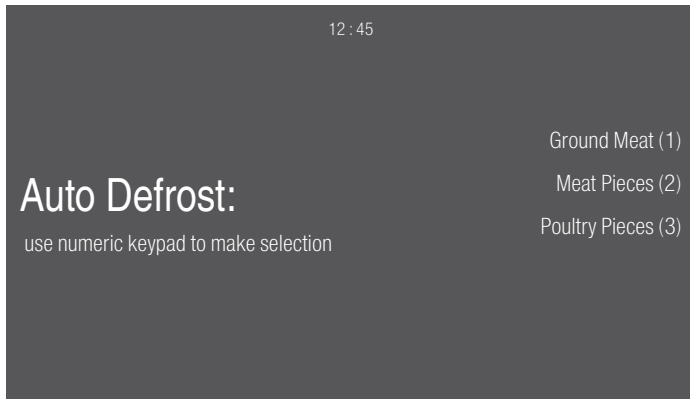 12 : 45
Ground Meat (1)
Meat Pieces (2)
Auto Defrost:
Poultry Pieces (3)
use numeric keypad to make selection